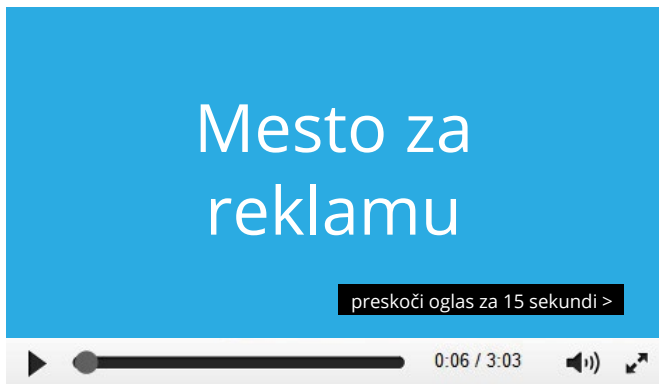 Mesto za
reklamu
preskoči oglas za 15 sekundi >
0:06 / 3:03